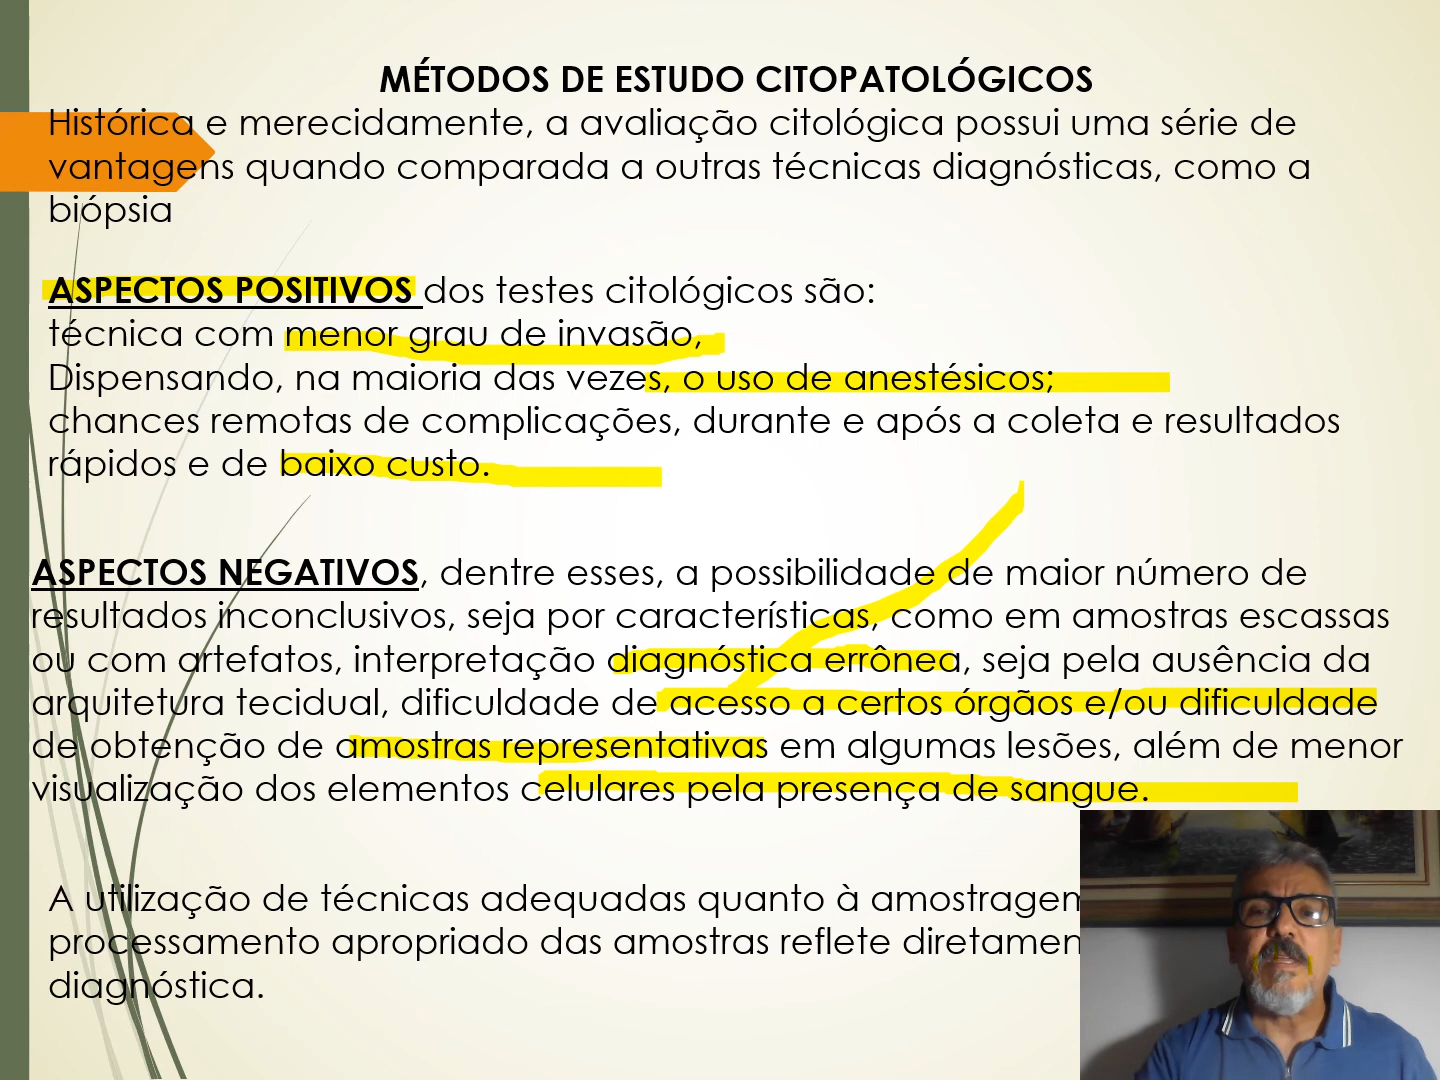 MÉTODOS DE ESTUDO CITOPATOLÓGICOS
Histórica e merecidamente, a avaliação citológica possui uma série de
vantagens quando comparada a outras técnicas diagnósticas, como a
biópsia
ASPECTOS POSITIVOS dos testes citológicos são:
técnica com menor grau de invasão,
Dispensando, na maioria das vezes, o uso de anestésicos;
chances remotas de complicações, durante e após a coleta e resultados
rápidos e de baixo custo.
ASPECTOS NEGATIVOS, dentre esses, a possibilidade de maior número de
resultados inconclusivos, seja por características, como em amostras escassas
ou com artefatos, interpretação diagnóstica errônea, seja pela ausência da
arquitetura tecidual, dificuldade de acesso a certos órgãos e/ou dificuldade
de obtenção de amostras representativas em algumas lesões, além de menor
visualização dos elementos celulares pela presença de sangue.
A utilização de técnicas adequadas quanto à
processamento apropriado das amostras reflete
diagnóstica.